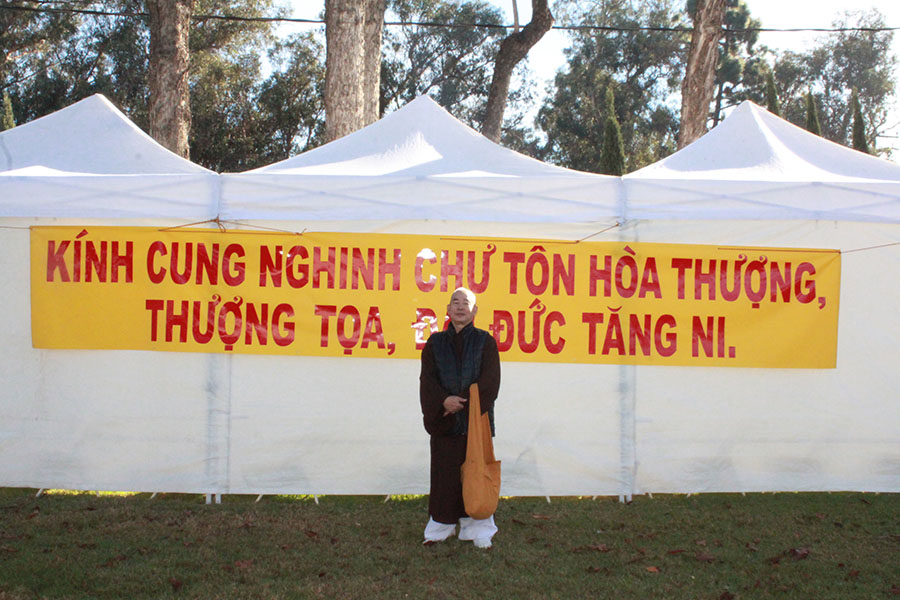 KÍNH CUNG NGHINH CHƯ TÔN HÒA THƯỢNG,
THƯỢNG TỌA, ĐỨC TĂNG NI.